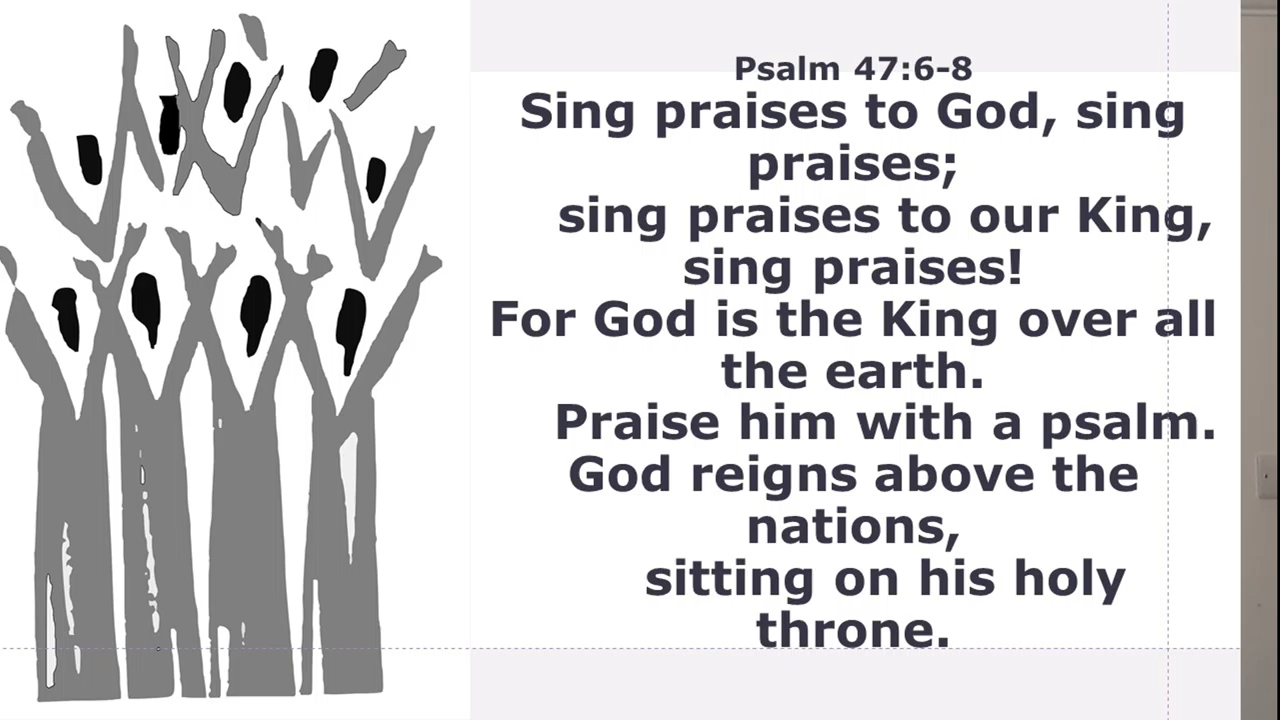 Psalm 47:6-8
Sing praises to God, sing
praises;
sing praises to our King,
sing praises!
For God is the King over all
the earth.
Praise him with a psalm.
God reigns above the
nations,
sitting on his holy
throne.